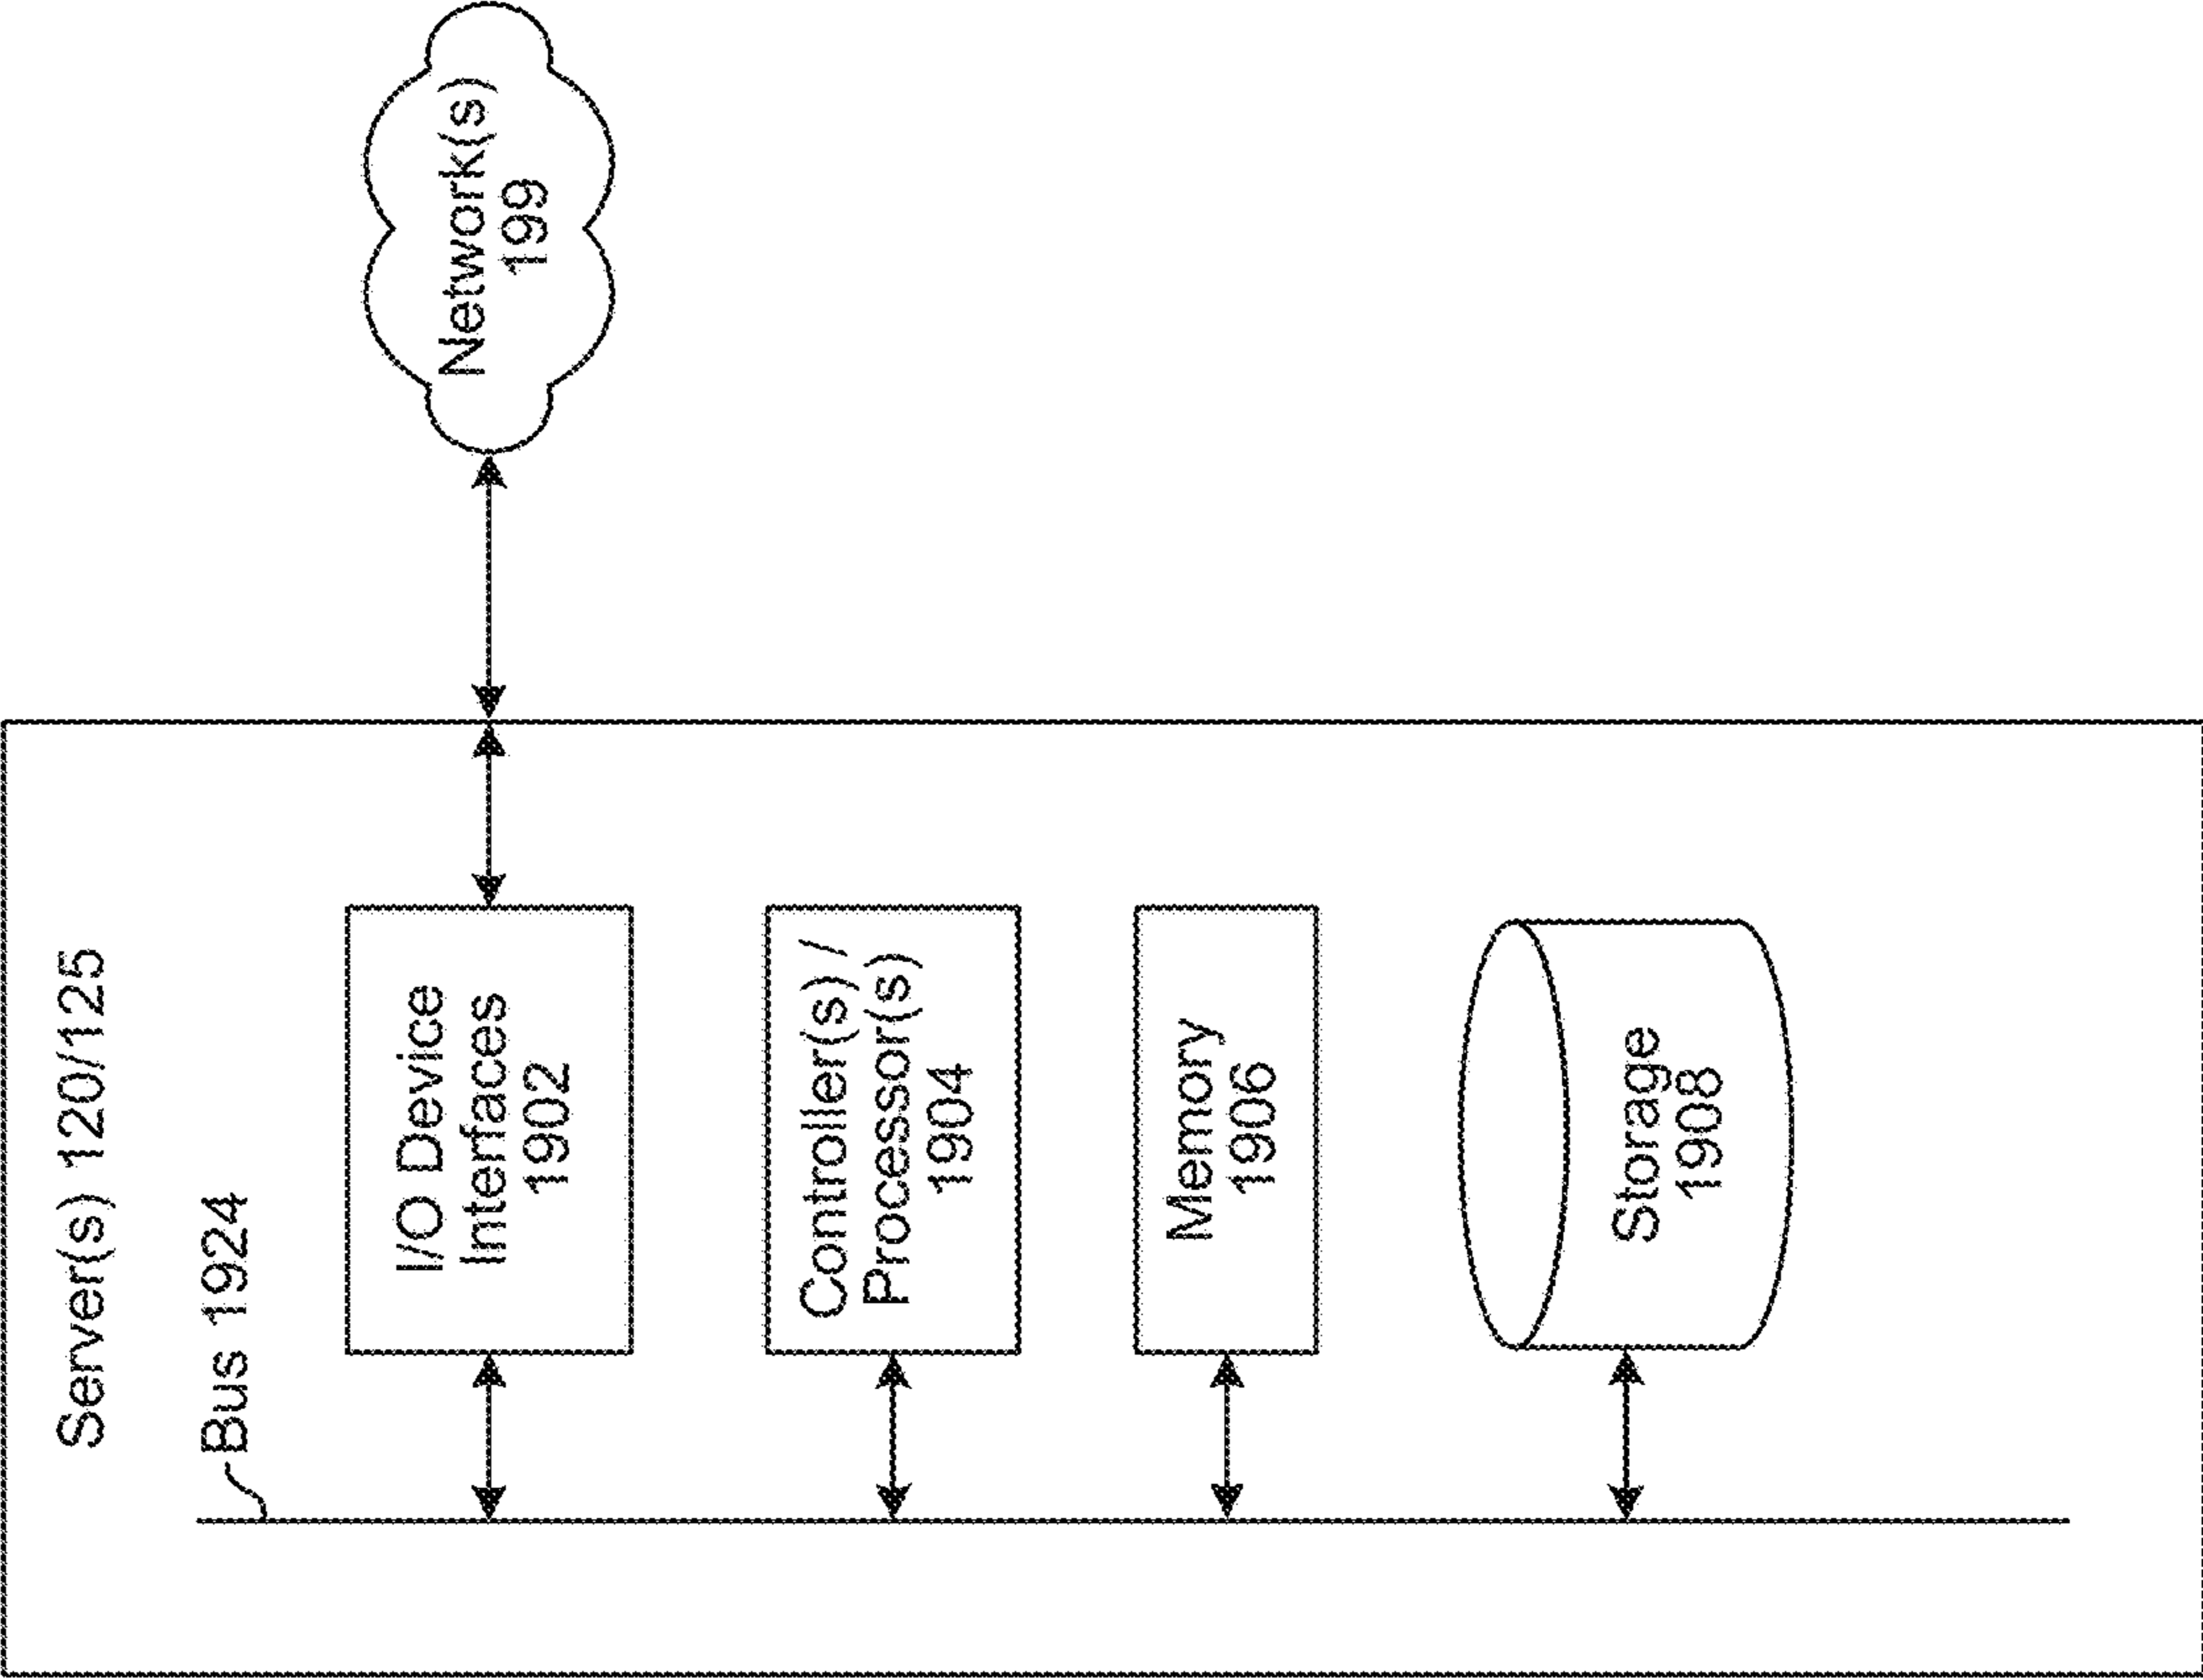 Server(s) 120/125
Bus 1924
I/O Device
Interfaces
1902
Network(s)
199
Controller(s) /
Processor(s)
1904
Memory
1906
Storage
1908